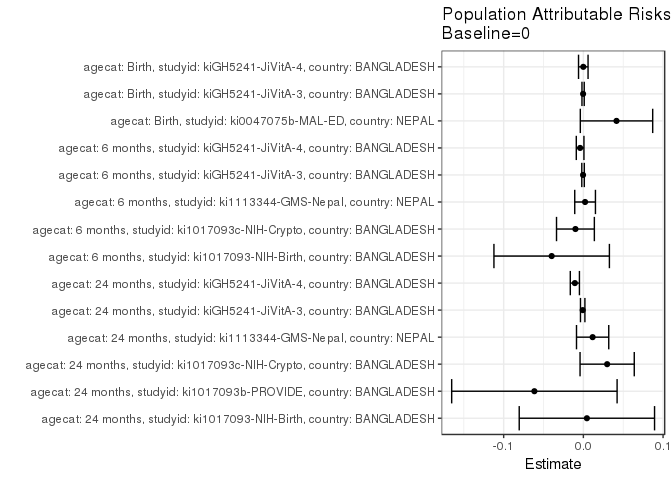 Population Attributable Risks
Baseline=0
agecat: Birth, studyid: kiGH5241-JiVitA-4, country: BANGLADESH
agecat: Birth, studyid: kiGH5241-JiVitA-3, country: BANGLADESH
agecat: Birth, studyid: ki0047075b-MAL-ED, country: NEPAL
agecat: 6 months, studyid: kiGH5241-JiVitA-4, country: BANGLADESH
agecat: 6 months, studyid: kiGH5241-JiVitA-3, country: BANGLADESH
agecat: 6 months, studyid: ki1113344-GMS-Nepal, country: NEPAL
agecat: 6 months, studyid: ki1017093c-NIH-Crypto, country: BANGLADESH
agecat: 6 months, studyid: ki1017093-NIH-Birth, country: BANGLADESH
agecat: 24 months, studyid: kiGH5241-JiVitA-4, country: BANGLADESH
agecat: 24 months, studyid: kiGH5241-JiVitA-3, country: BANGLADESH
agecat: 24 months, studyid: ki1113344-GMS-Nepal, country: NEPAL
agecat: 24 months, studyid: ki1017093c-NIH-Crypto, country: BANGLADESH
agecat: 24 months, studyid: ki1017093b-PROVIDE, country: BANGLADESH
agecat: 24 months, studyid: ki1017093-NIH-Birth, country: BANGLADESH
-0.1 0.0 0.1
Estimate